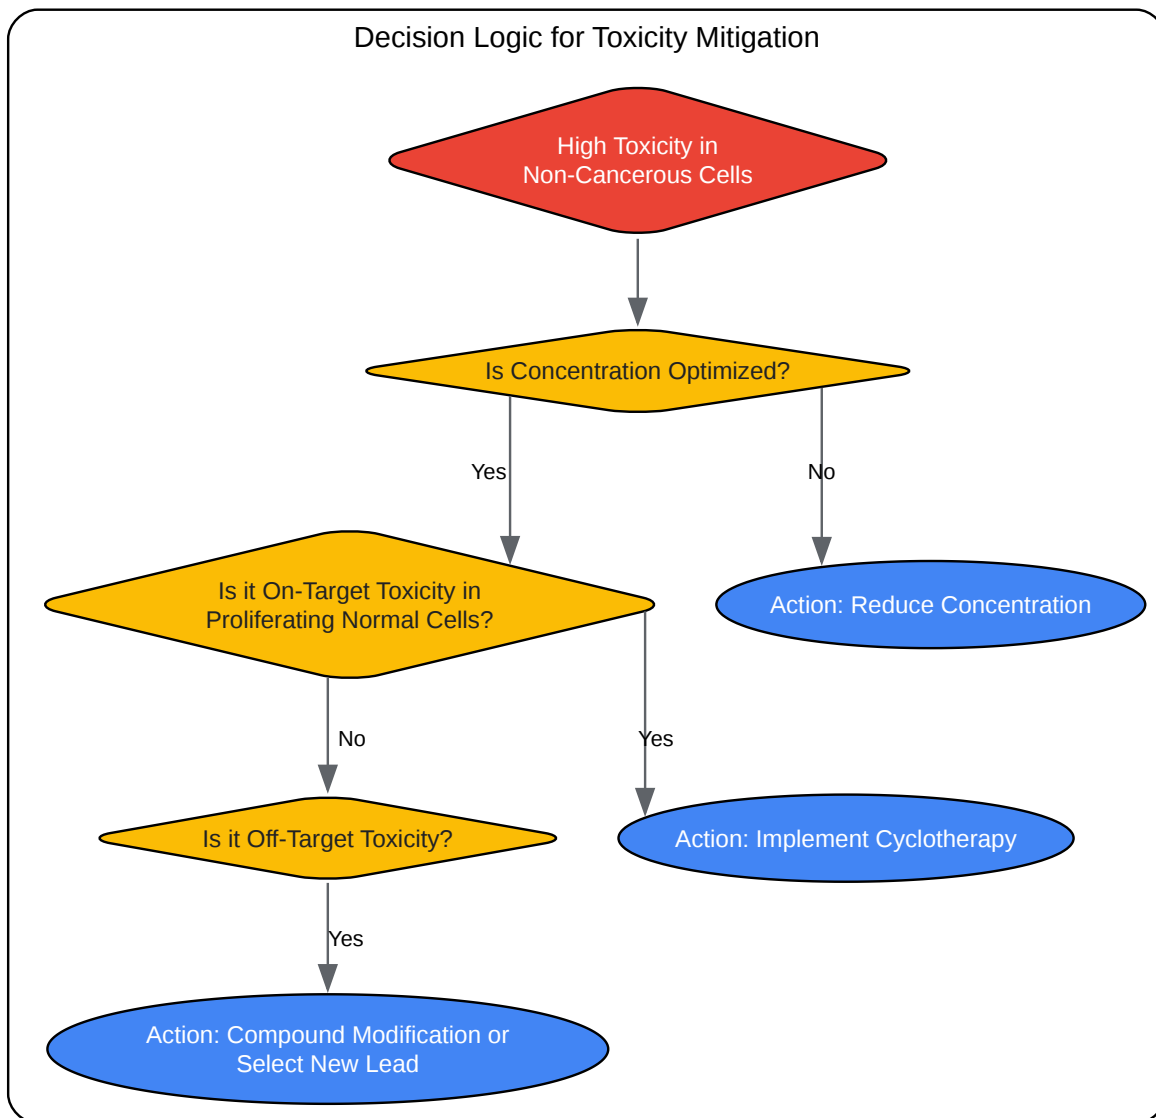 Decision Logic for Toxicity Mitigation
High Toxicity in
Non-Cancerous Cells
Is Concentration Optimized?
Yes
No
Is it On-Target Toxicity in
Proliferating Normal Cells?
Action: Reduce Concentration
No
Yes
Is it Off-Target Toxicity?
Action: Implement Cyclotherapy
Yes
Action: Compound Modification or
Select New Lead